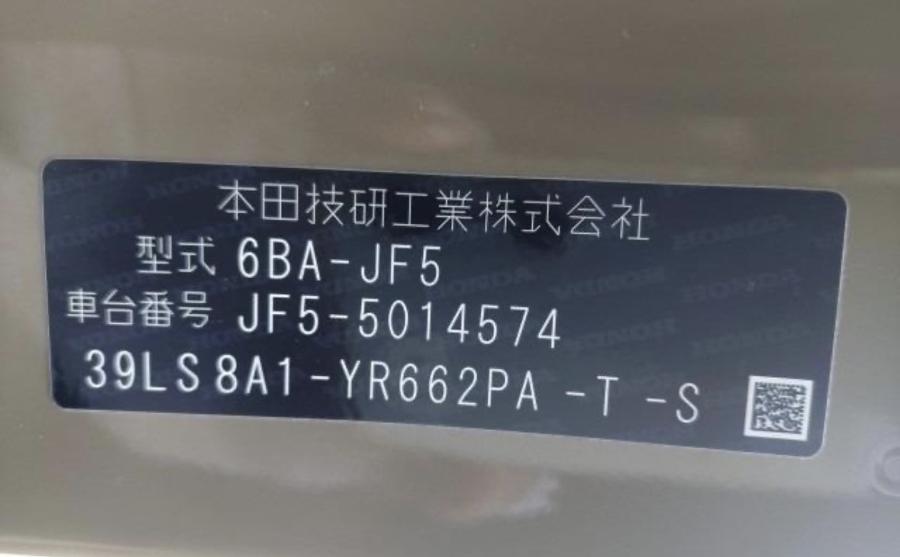 本田技研工業株式会社
型式 6BA-JF5
車台番号 JF5-5014574
39LS8A1-YR662PA -T -S